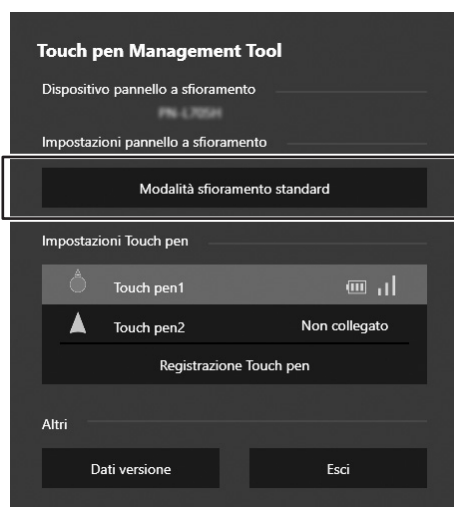 Touch pen Management Tool
Dispositivo pannello a sfioramento
PN-L705H
Impostazioni pannello a sfioramento
Modalità sfioramento standard
Impostazioni Touch pen
Touch pen1
Touch pen2 Non collegato
Registrazione Touch pen
Altri
Dati versione Esci